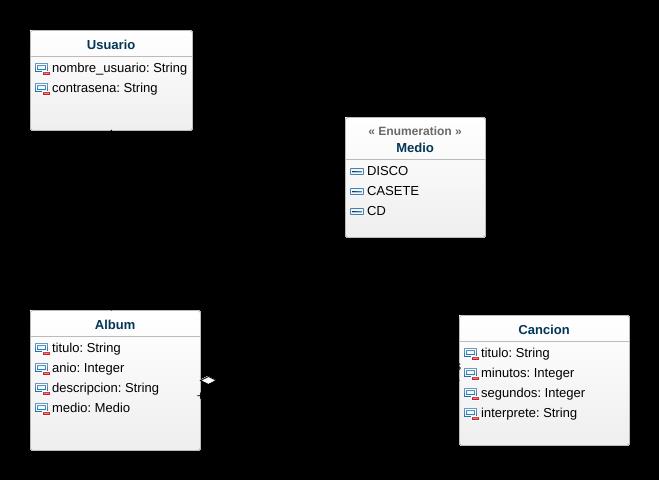 Usuario
nombre_usuario: String
contrasena: String
« Enumeration »
Medio
DISCO
CASETE
CD
Album
titulo: String
anio: Integer
descripcion: String
medio: Medio
Cancion
titulo: String
minutos: Integer
segundos: Integer
interprete: String